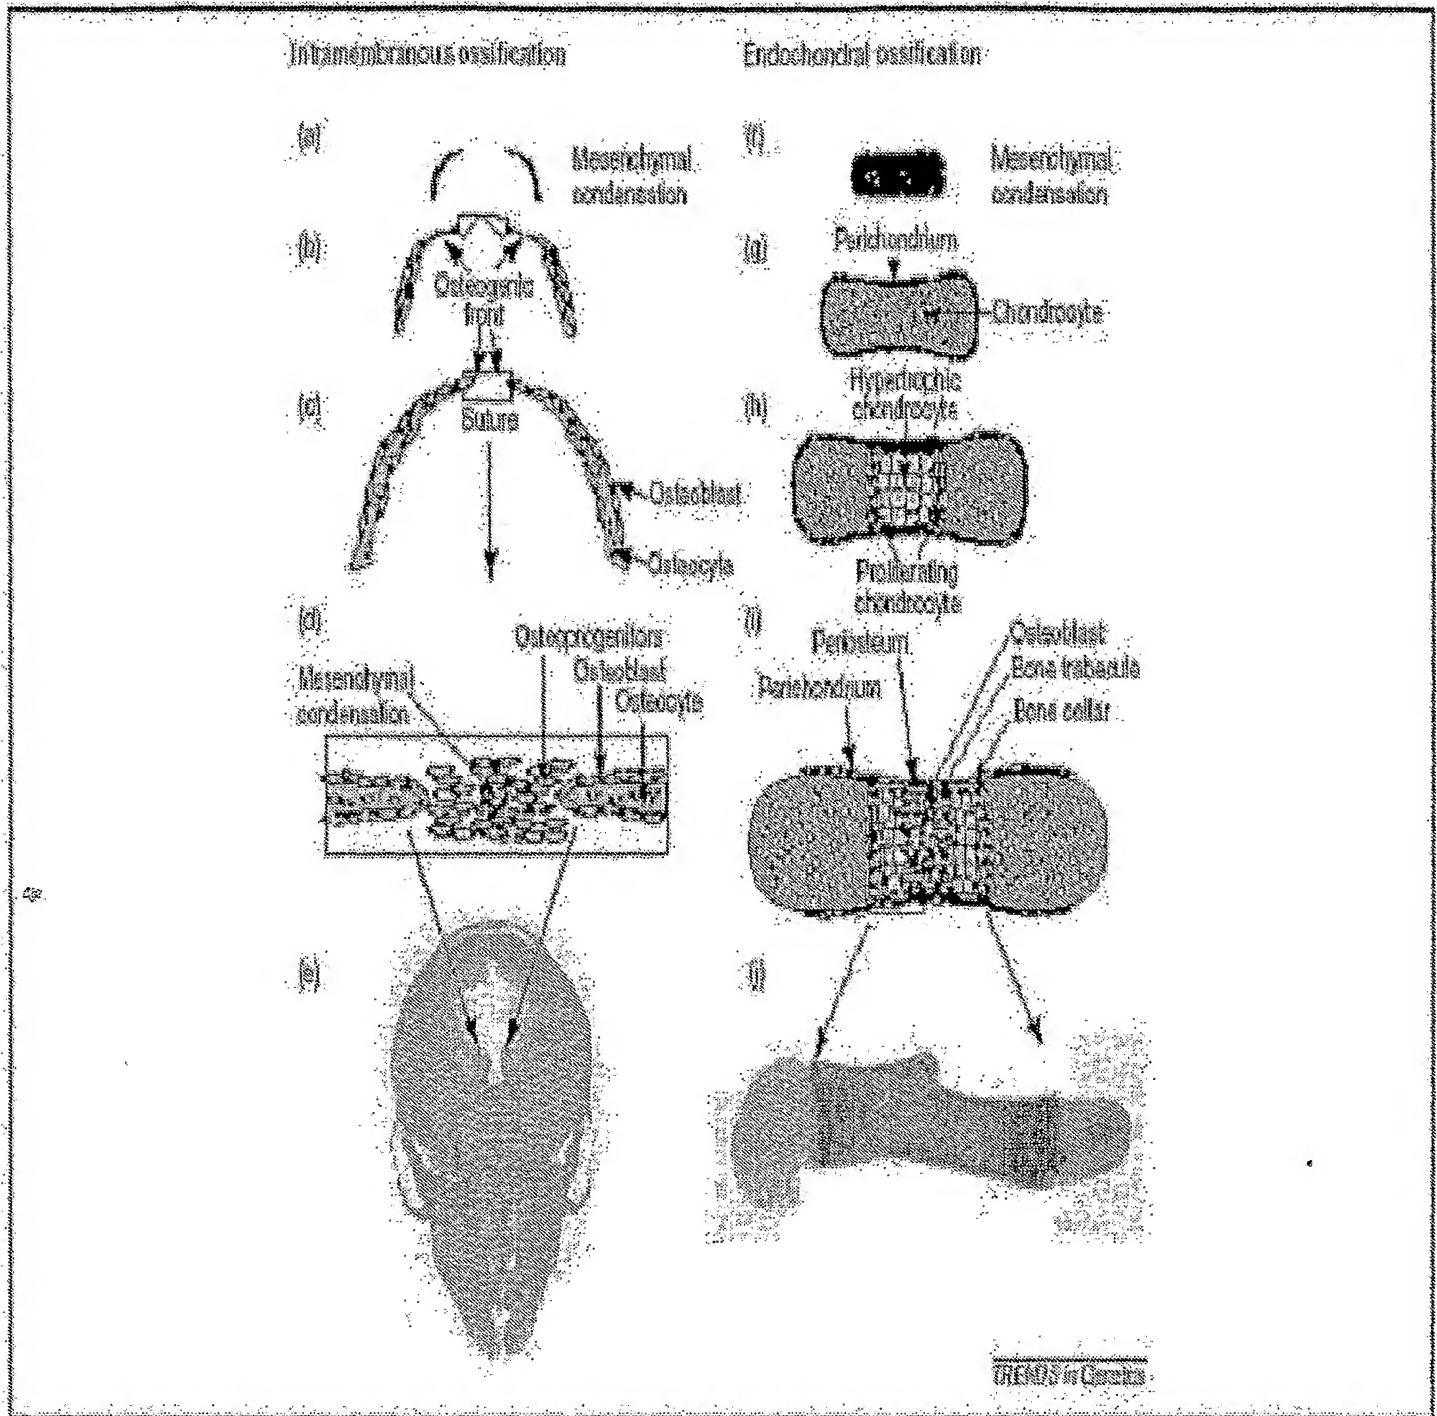 Intramembranous ossification
(a)
Mesenchymal
condensation
(b)
Osteogenic
front
(c)
Suture
Osteoblast
Osteocyte
(d)
Osteoprogenitors
Osteoblast
Osteocyte
Mesenchymal
condensation
(e)
Endochondral ossification
(f)
Mesenchymal
condensation
(g)
Perichondrium
Chondrocyte
(h)
Hypertrophic
chondrocyte
Proliferating
chondrocyte
(i)
Periosteum
Perichondrium
Osteoblast
Bone trabecula
Bone collar
(j)
TRENDS in Genetics